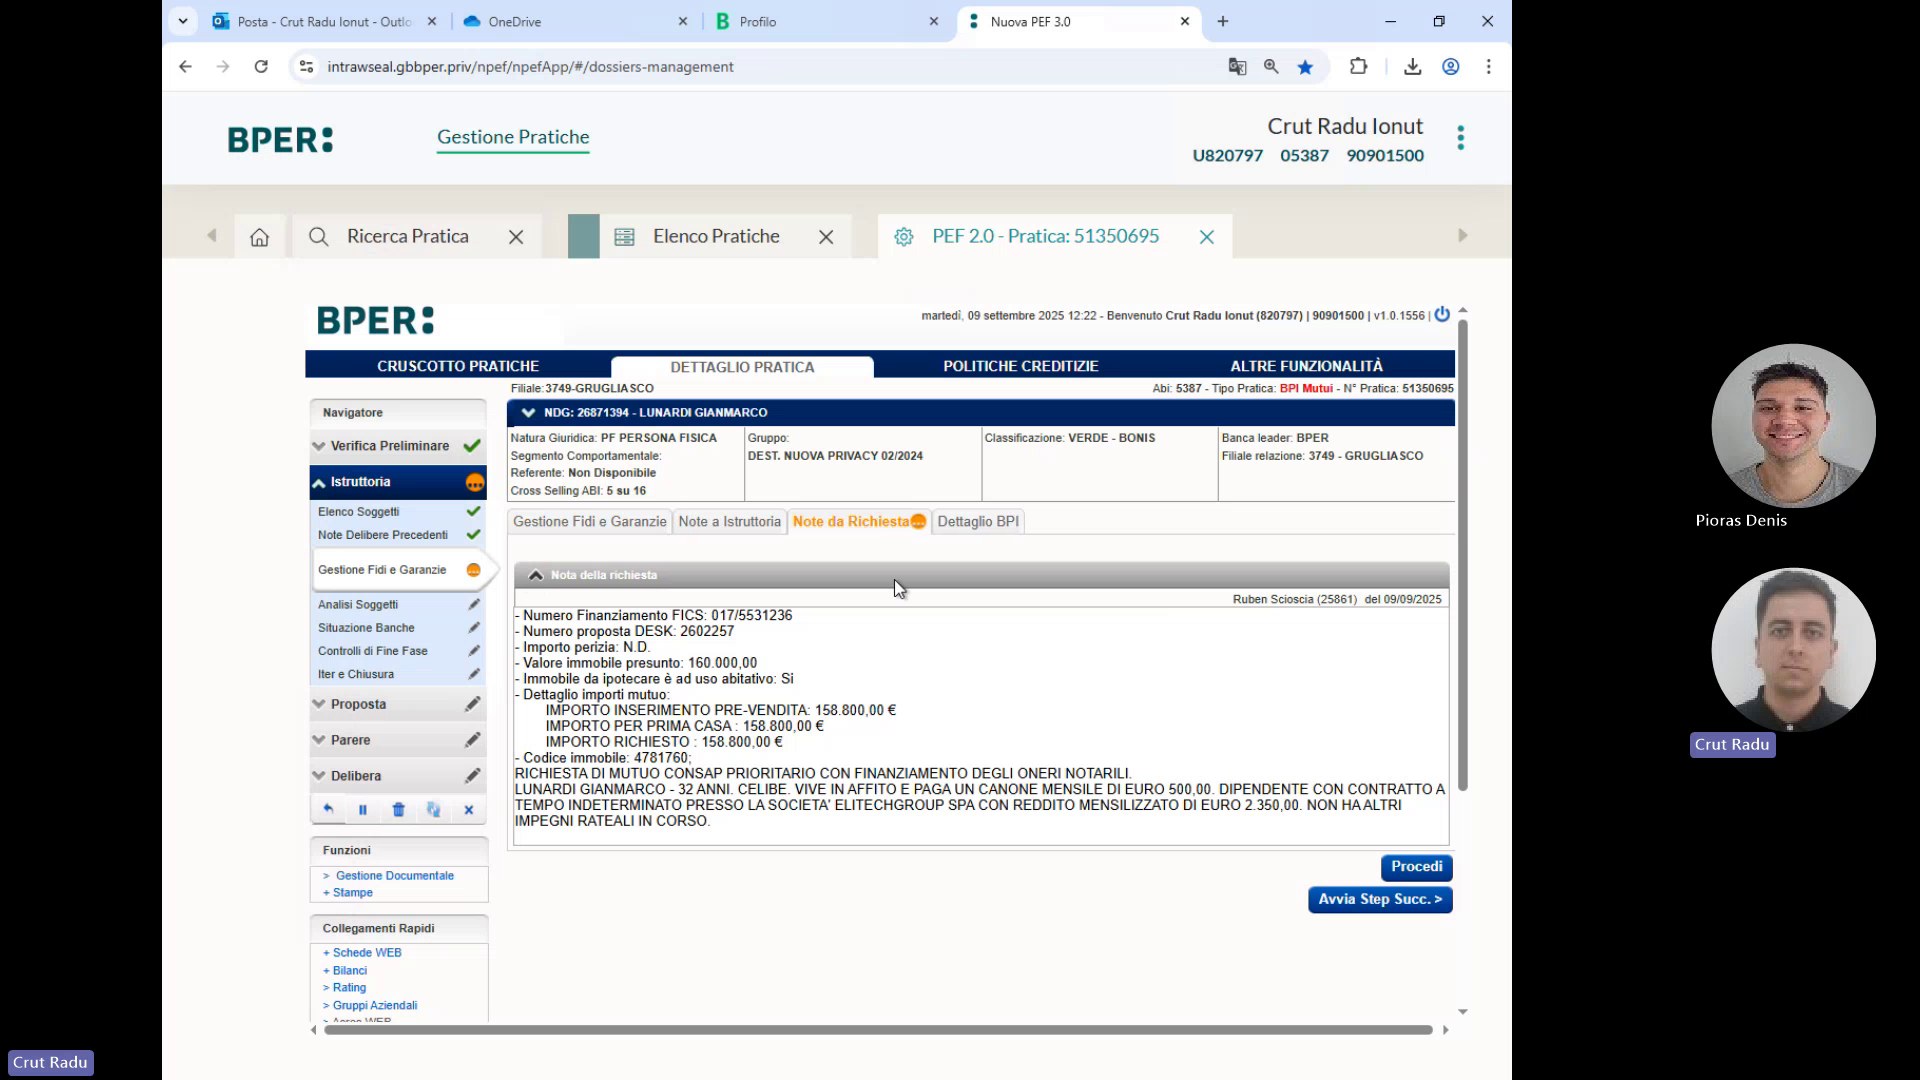 Posta - Crut Radu Ionut - Outlo
OneDrive
Profilo
Nuova PEF 3.0
intrawseal.gbbper.priv/npef/npefApp/#/dossiers-management
BPER:
Gestione Pratiche
Crut Radu Ionut
U820797 05387 90901500
Ricerca Pratica
Elenco Pratiche
PEF 2.0 - Pratica: 51350695
BPER:
martedì, 09 settembre 2025 12:22 - Benvenuto Crut Radu Ionut (820797) | 90901500 | v1.0.1556 |
CRUSCOTTO PRATICHE
DETTAGLIO PRATICA
POLITICHE CREDITIZIE
ALTRE FUNZIONALITÀ
Filiale: 3749-GRUGLIASCO
Abi: 5387 - Tipo Pratica: BPI Mutui - N° Pratica: 51350695
Navigatore
Verifica Preliminare
Istruttoria
Elenco Soggetti
Note Delibere Precedenti
Gestione Fidi e Garanzie
Analisi Soggetti
Situazione Banche
Controlli di Fine Fase
Iter e Chiusura
Proposta
Parere
Delibera
Funzioni
> Gestione Documentale
+ Stampe
Collegamenti Rapidi
+ Schede WEB
+ Bilanci
> Rating
> Gruppi Aziendali
NDG: 26871394 - LUNARDI GIANMARCO
Natura Giuridica: PF PERSONA FISICA
Segmento Comportamentale:
Referente: Non Disponibile
Cross Selling ABI: 5 su 16
Gruppo:
DEST. NUOVA PRIVACY 02/2024
Classificazione: VERDE - BONIS
Banca leader: BPER
Filiale relazione: 3749 - GRUGLIASCO
Gestione Fidi e Garanzie
Note a Istruttoria
Note da Richiesta
Dettaglio BPI
Nota della richiesta
Ruben Scioscia (25861) del 09/09/2025
- Numero Finanziamento FICS: 017/5531236
- Numero proposta DESK: 2602257
- Importo perizia: N.D.
- Valore immobile presunto: 160.000,00
- Immobile da ipotecare è ad uso abitativo: Si
- Dettaglio importi mutuo:
IMPORTO INSERIMENTO PRE-VENDITA: 158.800,00 €
IMPORTO PER PRIMA CASA : 158.800,00 €
IMPORTO RICHIESTO : 158.800,00 €
- Codice immobile: 4781760;
RICHIESTA DI MUTUO CONSAP PRIORITARIO CON FINANZIAMENTO DEGLI ONERI NOTARILI.
LUNARDI GIANMARCO - 32 ANNI. CELIBE. VIVE IN AFFITO E PAGA UN CANONE MENSILE DI EURO 500,00. DIPENDENTE CON CONTRATTO A
TEMPO INDETERMINATO PRESSO LA SOCIETA' ELITECHGROUP SPA CON REDDITO MENSILIZZATO DI EURO 2.350,00. NON HA ALTRI
IMPEGNI RATEALI IN CORSO.
Procedi
Avvia Step Succ. >
Pioras Denis
Crut Radu
Crut Radu